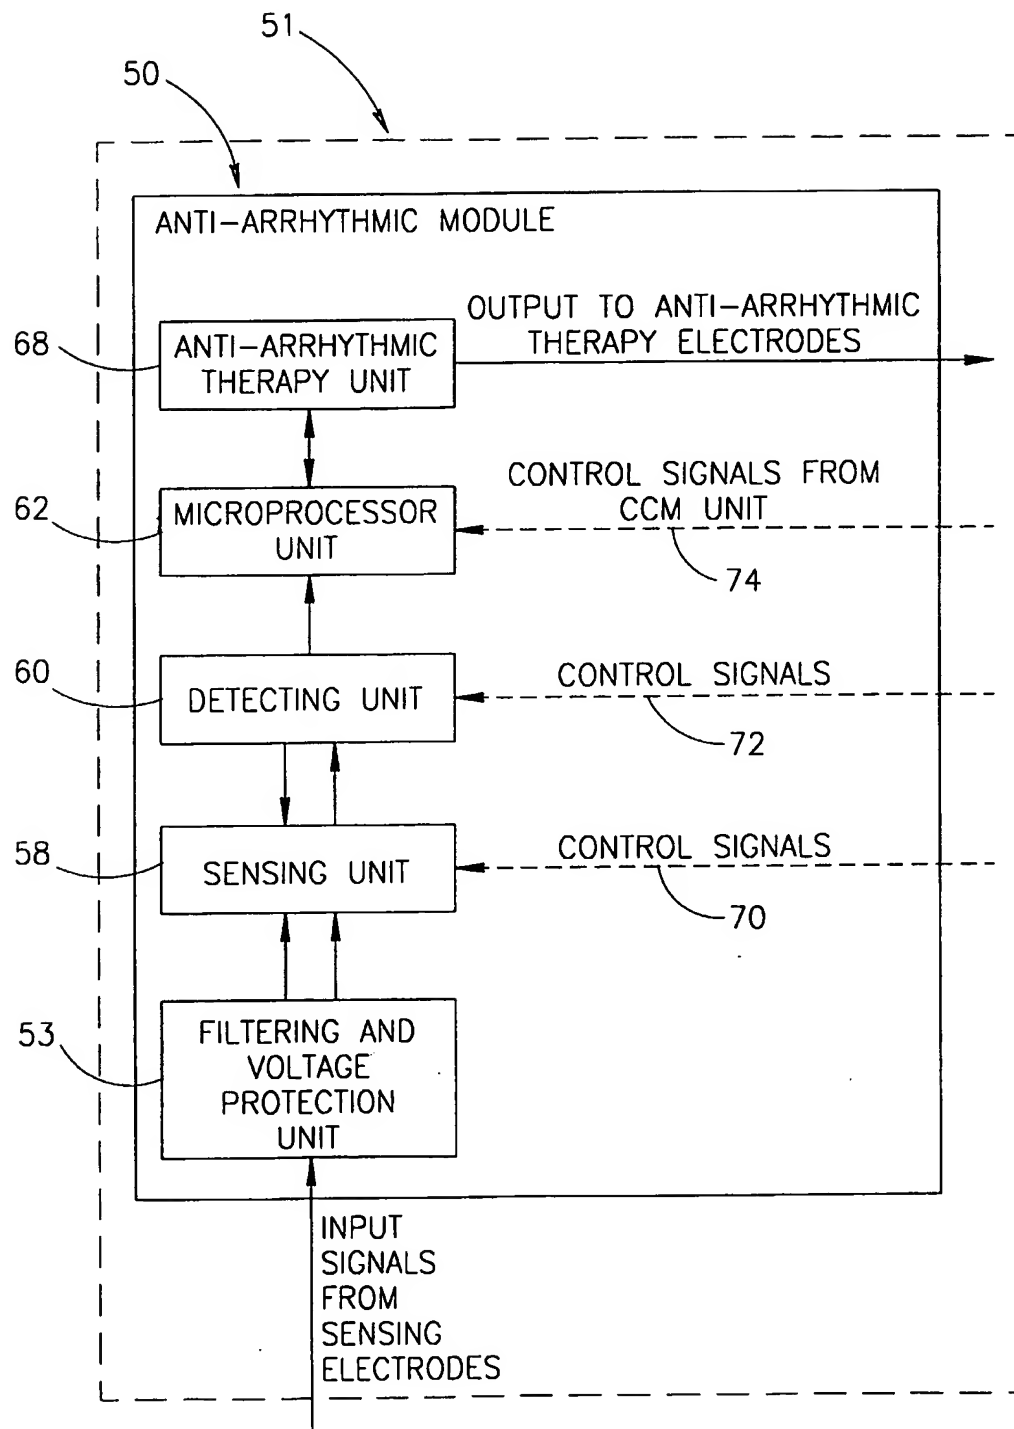 51
50
ANTI-ARRHYTHMIC MODULE
OUTPUT TO ANTI-ARRHYTHMIC
THERAPY ELECTRODES
68
ANTI-ARRHYTHMIC
THERAPY UNIT
CONTROL SIGNALS FROM
CCM UNIT
62
MICROPROCESSOR
UNIT
74
60
DETECTING UNIT
CONTROL SIGNALS
72
58
SENSING UNIT
CONTROL SIGNALS
70
53
FILTERING AND
VOLTAGE
PROTECTION
UNIT
INPUT
SIGNALS
FROM
SENSING
ELECTRODES